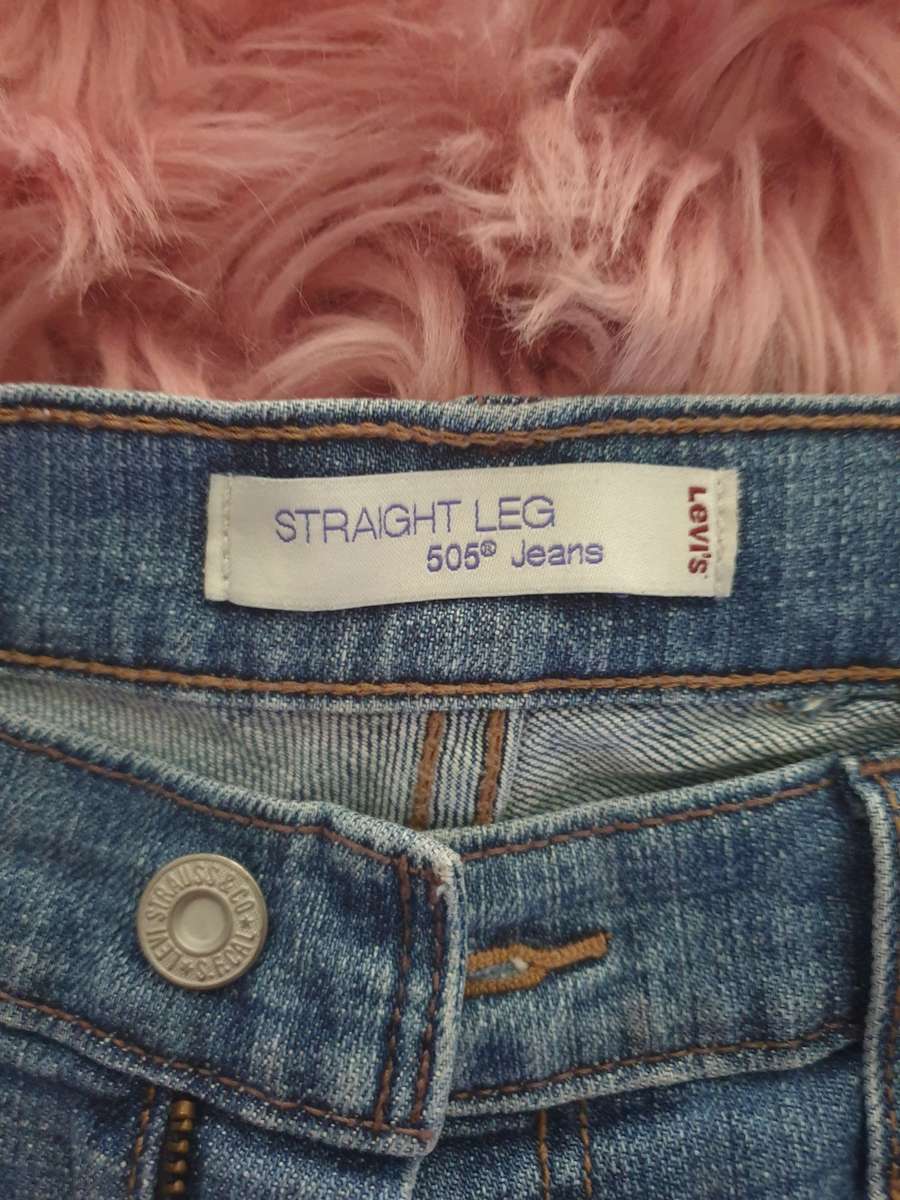 STRAIGHT LEG
505® Jeans
Levi's
LEVI STRAUSS & CO
S.F.CAL